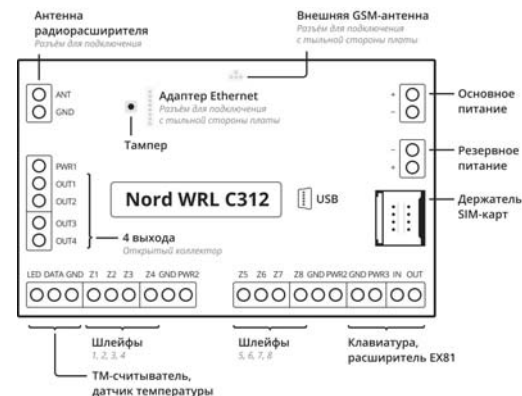 Антенна
радиорасширителя
Разъём для подключения
Внешняя GSM-антенна
Разъём для подключения
с тыльной стороны платы
ANT
GND
Адаптер Ethernet
Разъём для подключения
с тыльной стороны платы
Тампер
+
−
Основное
питание
−
+
Резервное
питание
PWR1
OUT1
OUT2
OUT3
OUT4
Nord WRL C312
USB
Держатель
SIM-карт
4 выхода
Открытый коллектор
LED DATA GND Z1 Z2 Z3 Z4 GND PWR2
Z5 Z6 Z7 Z8 GND PWR2 GND PWR3 IN OUT
Шлейфы
1, 2, 3, 4
Шлейфы
5, 6, 7, 8
Клавиатура,
расширитель EX81
ТМ-считыватель,
датчик температуры